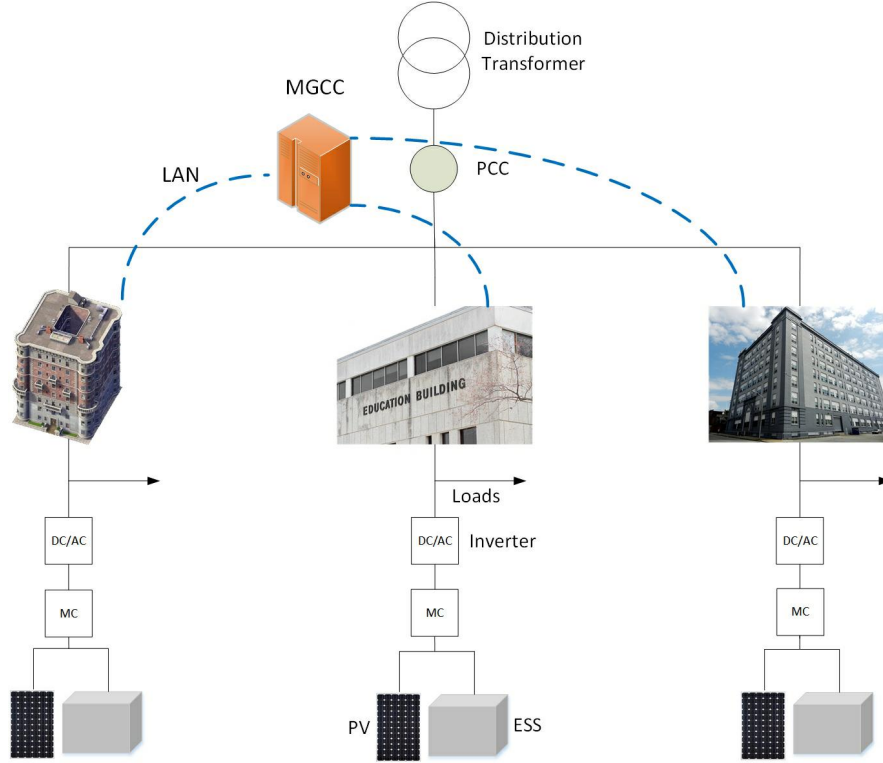 Distribution
Transformer
MGCC
LAN
PCC
EDUCATION BUILDING
Loads
DC/AC
DC/AC
Inverter
DC/AC
MC
MC
MC
PV
ESS